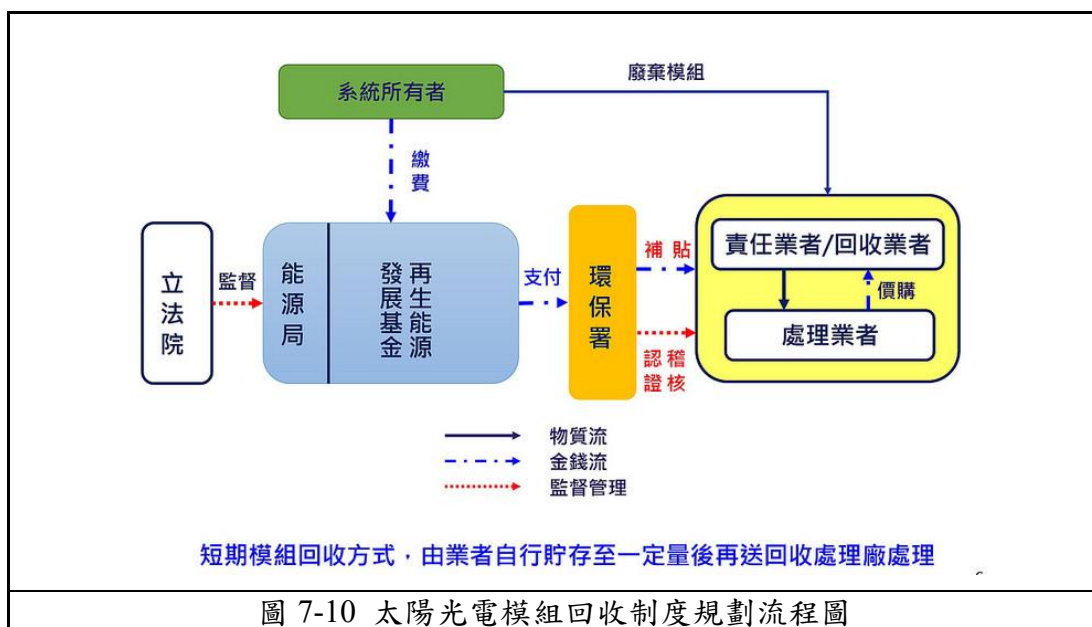 廢棄模組
系統所有者
繳費
立法院
監督
能源局
再生能源
發展基金
支付
環保署
補貼
稽核
認證
責任業者/回收業者
價購
處理業者
物質流
金錢流
監督管理
短期模組回收方式，由業者自行貯存至一定量後再送回收處理廠處理
圖 7-10 太陽光電模組回收制度規劃流程圖